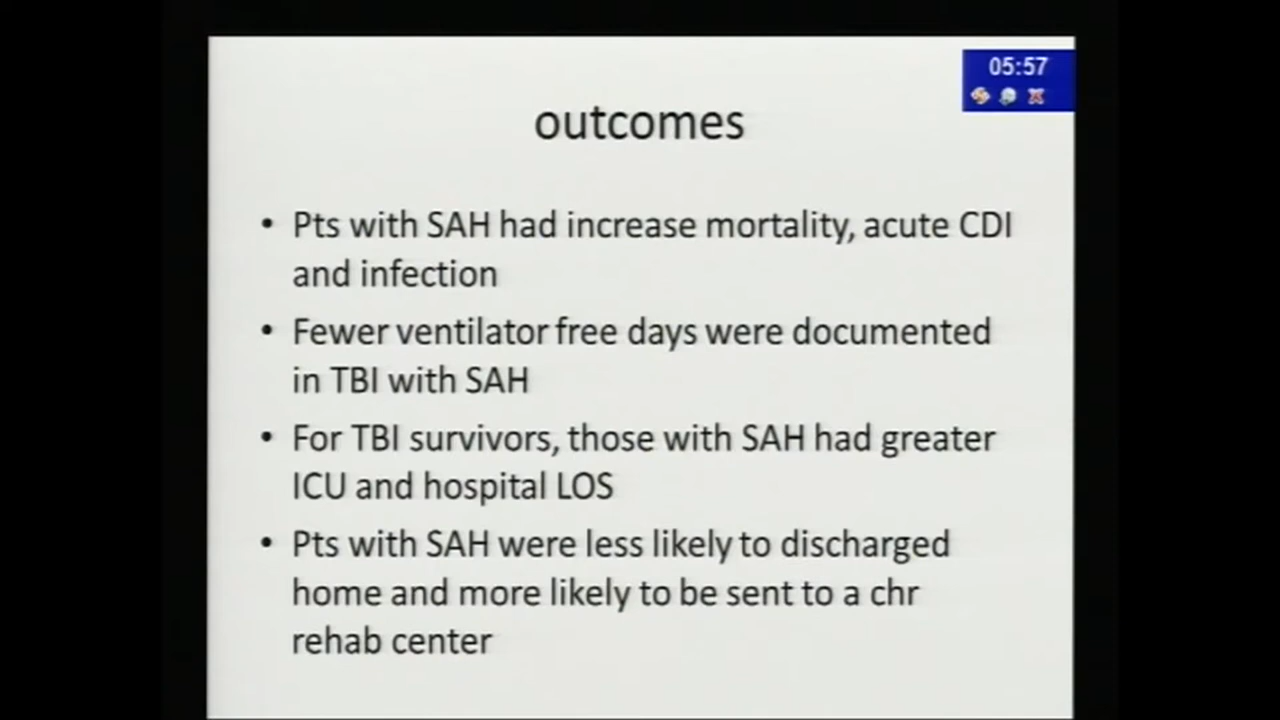 05:57
outcomes
• Pts with SAH had increase mortality, acute CDI
and infection
• Fewer ventilator free days were documented
in TBI with SAH
• For TBI survivors, those with SAH had greater
ICU and hospital LOS
• Pts with SAH were less likely to discharged
home and more likely to be sent to a chr
rehab center